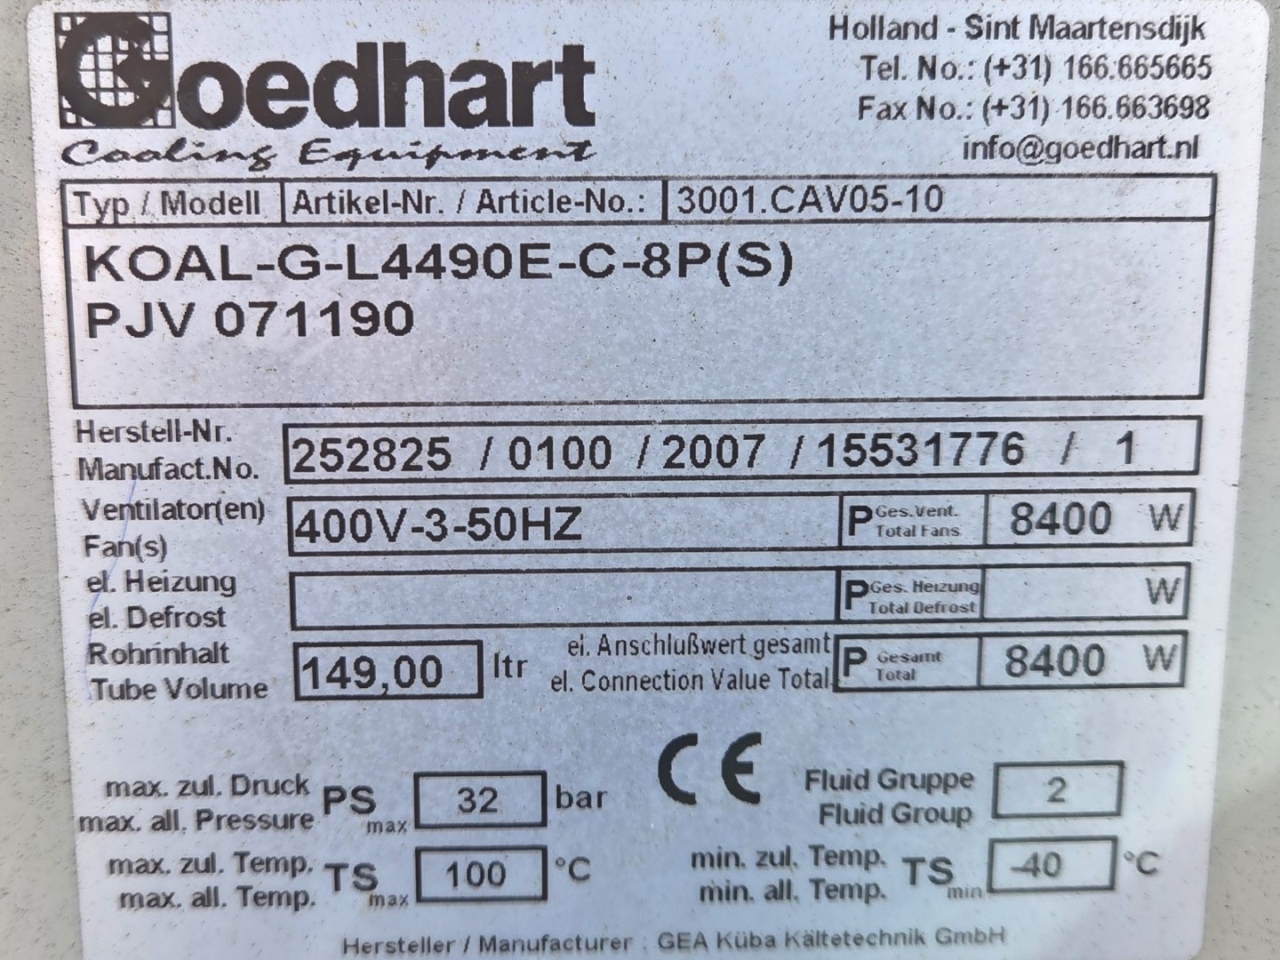 Goedhart
Cooling Equipment
Holland - Sint Maartensdijk
Tel. No.: (+31) 166.665665
Fax No.: (+31) 166.663698
info@goedhart.nl
Typ / Modell Artikel-Nr. / Article-No.: 3001.CAV05-10
KOAL-G-L4490E-C-8P(S)
PJV 071190
Herstell-Nr.
Manufact.No. 252825 / 0100 / 2007 / 15531776 / 1
Ventilator(en)
Fan(s) 400V-3-50HZ P Ges.Vent. Total Fans 8400 W
el. Heizung
el. Defrost P Ges. Heizung Total Defrost W
Rohrinhalt
Tube Volume 149,00 ltr
el. Anschlußwert gesamt
el. Connection Value Total P Gesamt Total 8400 W
CE
max. zul. Druck
max. all. Pressure PS max 32 bar
Fluid Gruppe
Fluid Group 2
max. zul. Temp.
max. all. Temp. TS max 100 °C
min. zul. Temp.
min. all. Temp. TS min -40 °C
Hersteller / Manufacturer : GEA Küba Kältetechnik GmbH